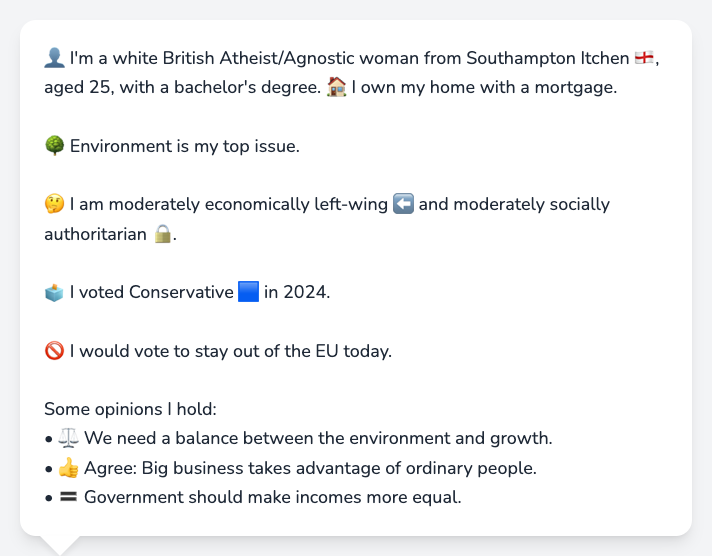 👤 I'm a white British Atheist/Agnostic woman from Southampton Itchen 🏴󠁧󠁢󠁥󠁮󠁧󠁿,
aged 25, with a bachelor's degree. 🏠 I own my home with a mortgage.
🌳 Environment is my top issue.
🤔 I am moderately economically left-wing ⬅️ and moderately socially
authoritarian 🔒.
🗳️ I voted Conservative 🟦 in 2024.
🚫 I would vote to stay out of the EU today.
Some opinions I hold:
• ⚖️ We need a balance between the environment and growth.
• 👍 Agree: Big business takes advantage of ordinary people.
• 🟰 Government should make incomes more equal.